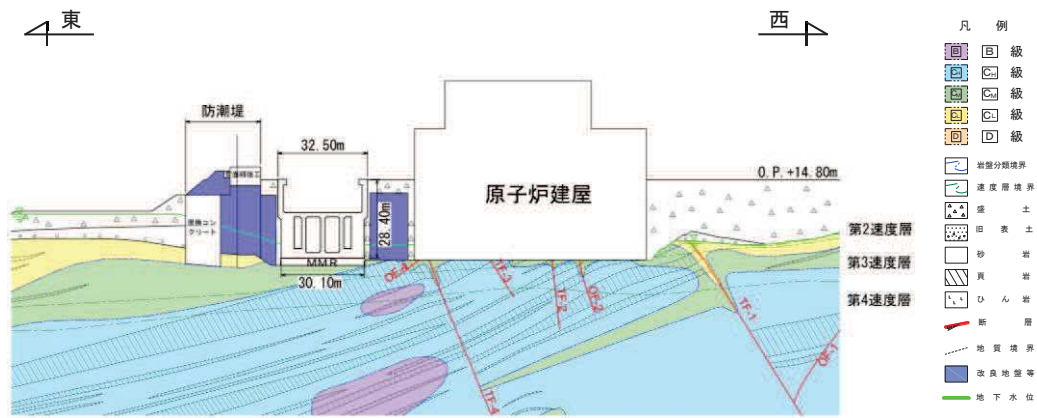 東
西
防潮堤
32.50m
原子炉建屋
O.P.+14.80m
28.40m
MMR
30.10m
第2速度層
第3速度層
第4速度層
OF-4
TF-3
TF-2
OF-2
TF-1
OF-1
TF-4
凡 例
B B 級
CH 級
CM 級
CL 級
D D 級
岩盤分類境界
速度層境界
盛 土
旧 表 土
砂 岩
頁 岩
ひ ん 岩
断 層
地 質 境 界
改 良 地 盤 等
地 下 水 位